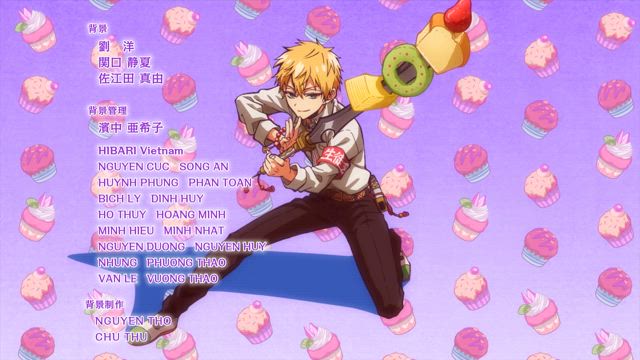 背景
劉　洋
関口 静夏
佐江田 真由
背景管理
濱中 亜希子
HIBARI Vietnam
NGUYEN CUC　SONG AN
HUYNH PHUNG　PHAN TOAN
BICH LY　DINH HUY
HO THUY　HOANG MINH
MINH HIEU　MINH NHAT
NGUYEN DUONG　NGUYEN HUY
NHUNG　PHUONG THAO
VAN LE　VUONG THAO
背景制作
NGUYEN THO
CHU THU